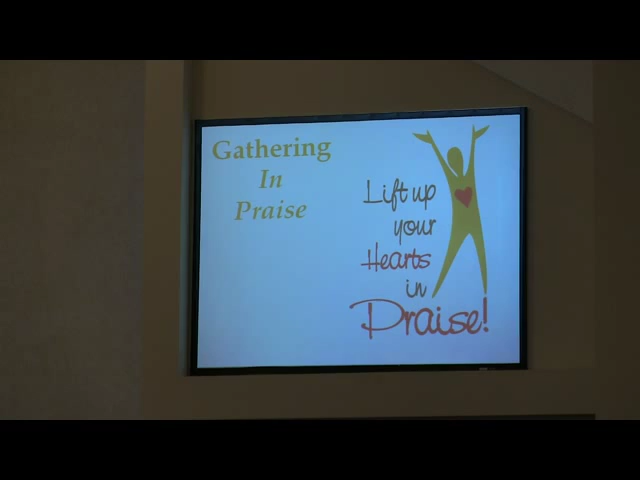 Gathering
In
Praise
Lift up
your
Hearts
in
Praise!